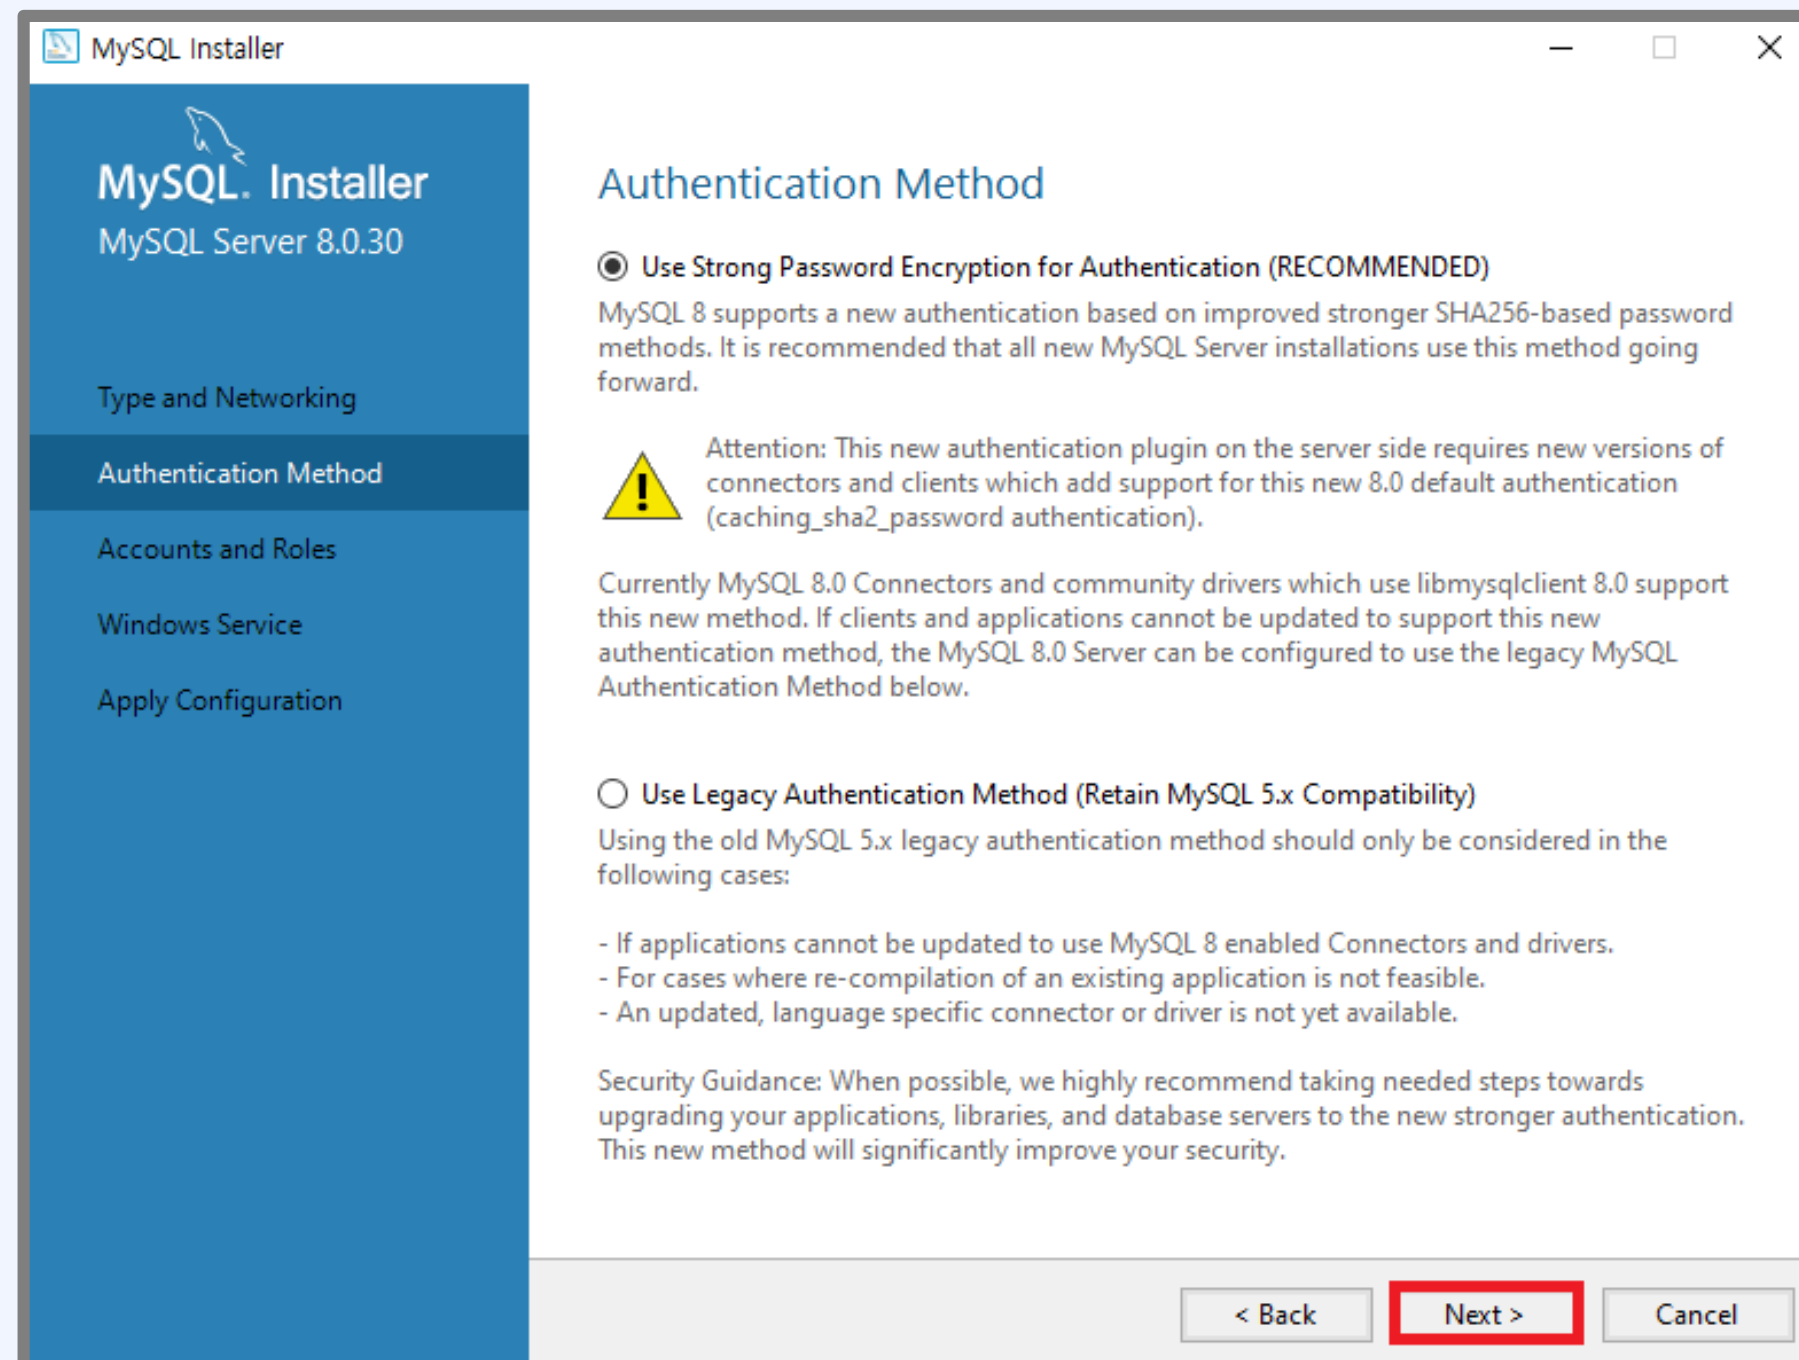 MySQL Installer
MySQL. Installer
MySQL Server 8.0.30
Type and Networking
Authentication Method
Accounts and Roles
Windows Service
Apply Configuration
Authentication Method
Use Strong Password Encryption for Authentication (RECOMMENDED)
MySQL 8 supports a new authentication based on improved stronger SHA256-based password
methods. It is recommended that all new MySQL Server installations use this method going
forward.
Attention: This new authentication plugin on the server side requires new versions of
connectors and clients which add support for this new 8.0 default authentication
(caching_sha2_password authentication).
Currently MySQL 8.0 Connectors and community drivers which use libmysqlclient 8.0 support
this new method. If clients and applications cannot be updated to support this new
authentication method, the MySQL 8.0 Server can be configured to use the legacy MySQL
Authentication Method below.
Use Legacy Authentication Method (Retain MySQL 5.x Compatibility)
Using the old MySQL 5.x legacy authentication method should only be considered in the
following cases:
- If applications cannot be updated to use MySQL 8 enabled Connectors and drivers.
- For cases where re-compilation of an existing application is not feasible.
- An updated, language specific connector or driver is not yet available.
Security Guidance: When possible, we highly recommend taking needed steps towards
upgrading your applications, libraries, and database servers to the new stronger authentication.
This new method will significantly improve your security.
< Back
Next >
Cancel